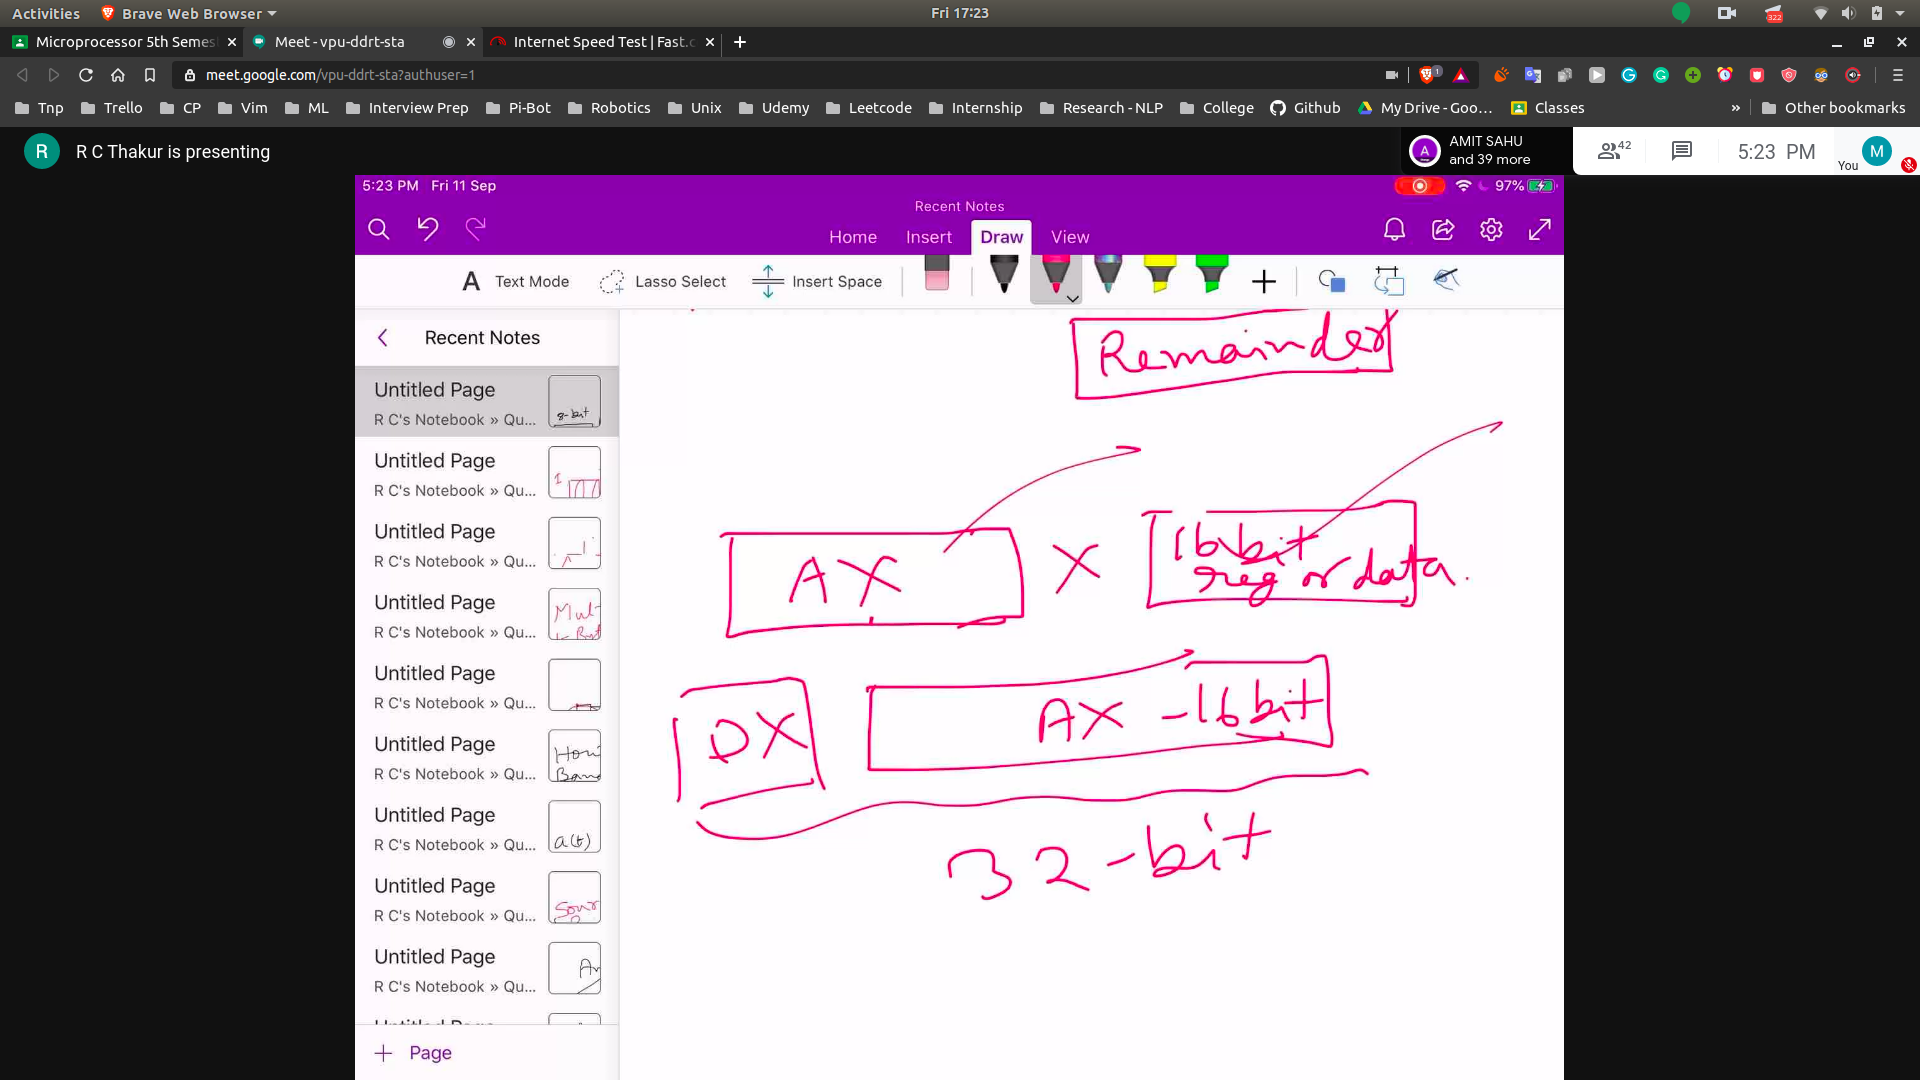 Activities Brave Web Browser Fri 17:23 322
Microprocessor 5th Semes Meet - vpu-ddrt-sta Internet Speed Test | Fast.c
meet.google.com/vpu-ddrt-sta?authuser=1 1
Tnp Trello CP Vim ML Interview Prep Pi-Bot Robotics Unix Udemy Leetcode Internship Research - NLP College Github My Drive - Goo... Classes » Other bookmarks
R R C Thakur is presenting
A AMIT SAHU
and 39 more
42 5:23 PM You M
5:23 PM Fri 11 Sep 97%
Recent Notes
Home Insert Draw View
A Text Mode Lasso Select Insert Space
Recent Notes
Untitled Page
R C's Notebook » Qu...
8-bit
Untitled Page
R C's Notebook » Qu...
Untitled Page
R C's Notebook » Qu...
Untitled Page
R C's Notebook » Qu...
Mul-
Untitled Page
R C's Notebook » Qu...
Untitled Page
R C's Notebook » Qu...
Untitled Page
R C's Notebook » Qu...
a(t)
Untitled Page
R C's Notebook » Qu...
Untitled Page
R C's Notebook » Qu...
+ Page
Remainder
AX X 16 bit
reg or data.
DX AX - 16 bit
32-bit